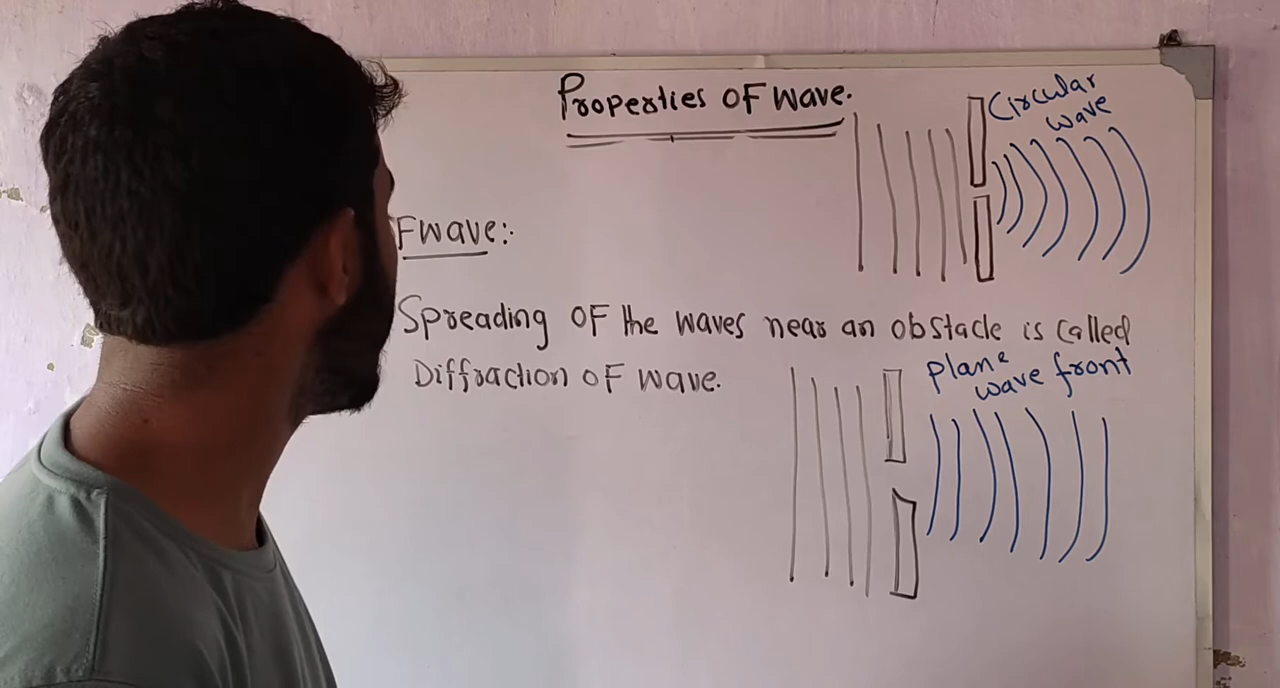 Properties OF Wave.
Circular
wave
F wave:
Spreading OF the waves near an obstacle is called
Diffraction OF wave.
plane
wave front